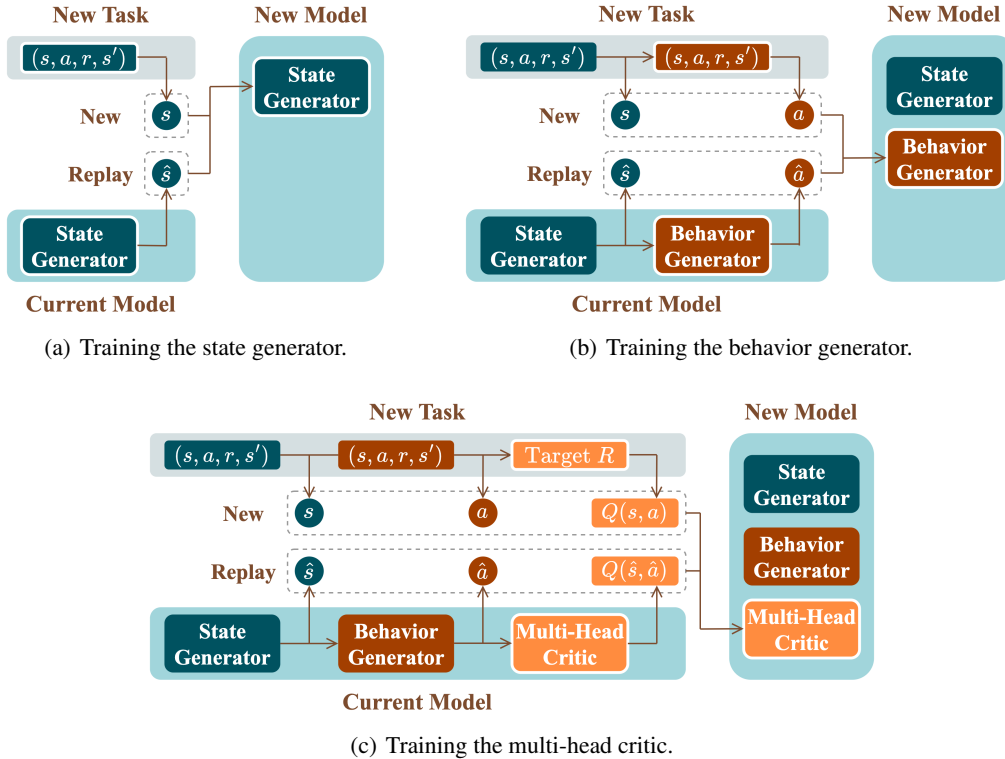 New Task
New Model
(s, a, r, s′)
State
Generator
s
New
Replay
ŝ
State
Generator
Current Model
(a) Training the state generator.
New Task
New Model
(s, a, r, s′)
(s, a, r, s′)
State
Generator
s
a
New
Behavior
Generator
Replay
ŝ
â
State
Generator
Behavior
Generator
Current Model
(b) Training the behavior generator.
New Task
New Model
(s, a, r, s′)
(s, a, r, s′)
Target R
State
Generator
New
s
a
Q(s, a)
Behavior
Generator
Replay
ŝ
â
Q(ŝ, â)
State
Generator
Behavior
Generator
Multi-Head
Critic
Multi-Head
Critic
Current Model
(c) Training the multi-head critic.